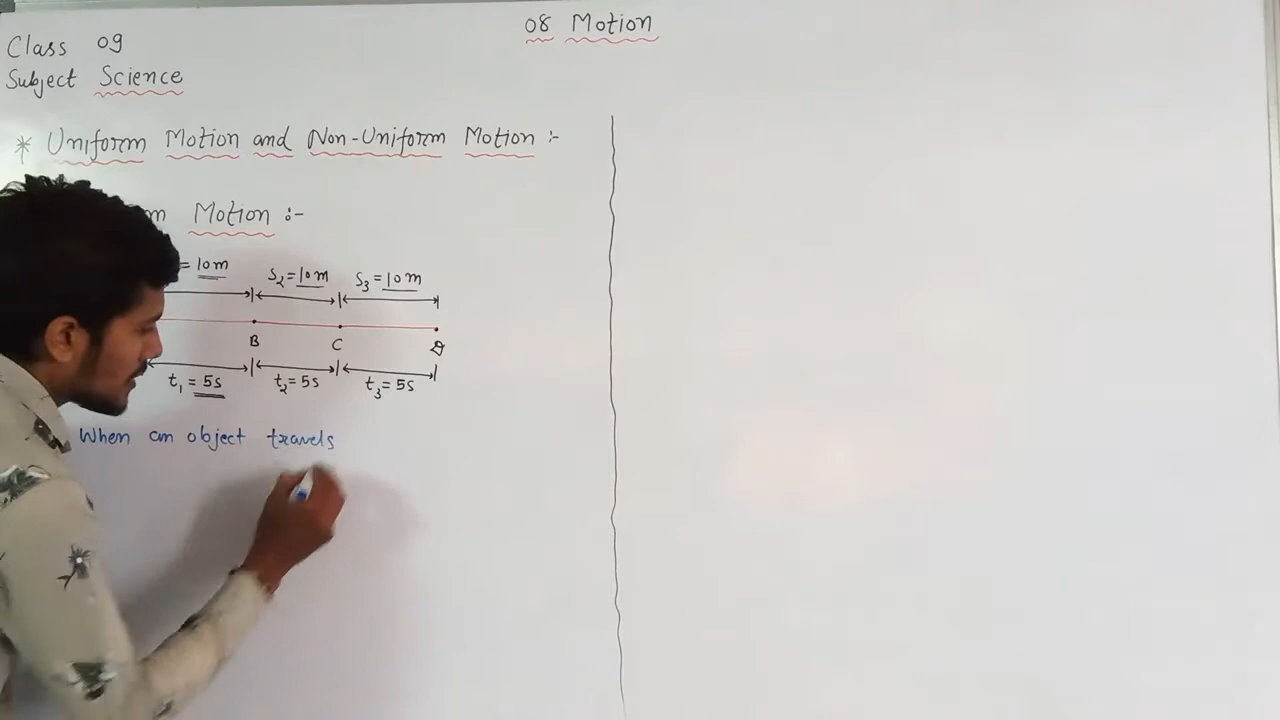 08 Motion
Class 09
Subject Science
* Uniform Motion and Non-Uniform Motion :-
Motion :-
= 10m S2 = 10m S3 = 10m
B C D
t1 = 5s t2 = 5s t3 = 5s
When an object travels